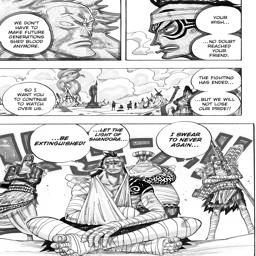 WE DON'T
HAVE TO
MAKE FUTURE
GENERATIONS
SHED BLOOD
ANYMORE.
YOUR
WISH...
...NO DOUBT
REACHED
YOUR
FRIEND.
SO I
WANT YOU
TO CONTINUE
TO WATCH
OVER US.
THE FIGHTING
HAS ENDED...
...BUT WE WILL
NOT LOSE
OUR PRIDE!!
I SWEAR TO
NEVER
AGAIN...
...LET THE
LIGHT OF
SHANDORA...
...BE
EXTINGUISHED!